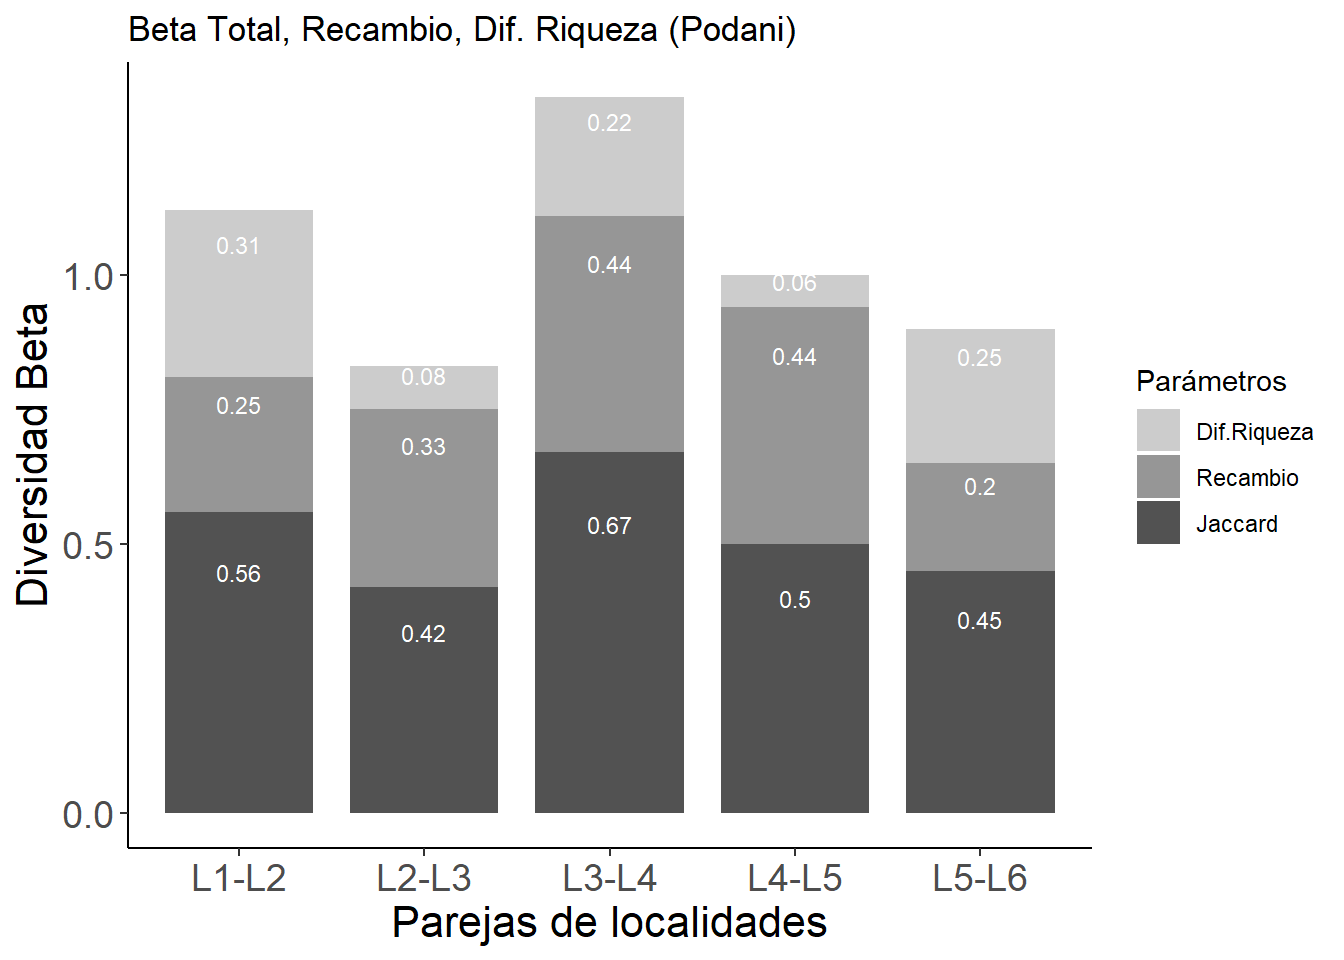 Beta Total, Recambio, Dif. Riqueza (Podani)
Diversidad Beta
1.0
0.5
0.0
0.31
0.25
0.56
0.08
0.33
0.42
0.22
0.44
0.67
0.06
0.44
0.5
0.25
0.2
0.45
L1-L2
L2-L3
L3-L4
L4-L5
L5-L6
Parejas de localidades
Parámetros
Dif.Riqueza
Recambio
Jaccard